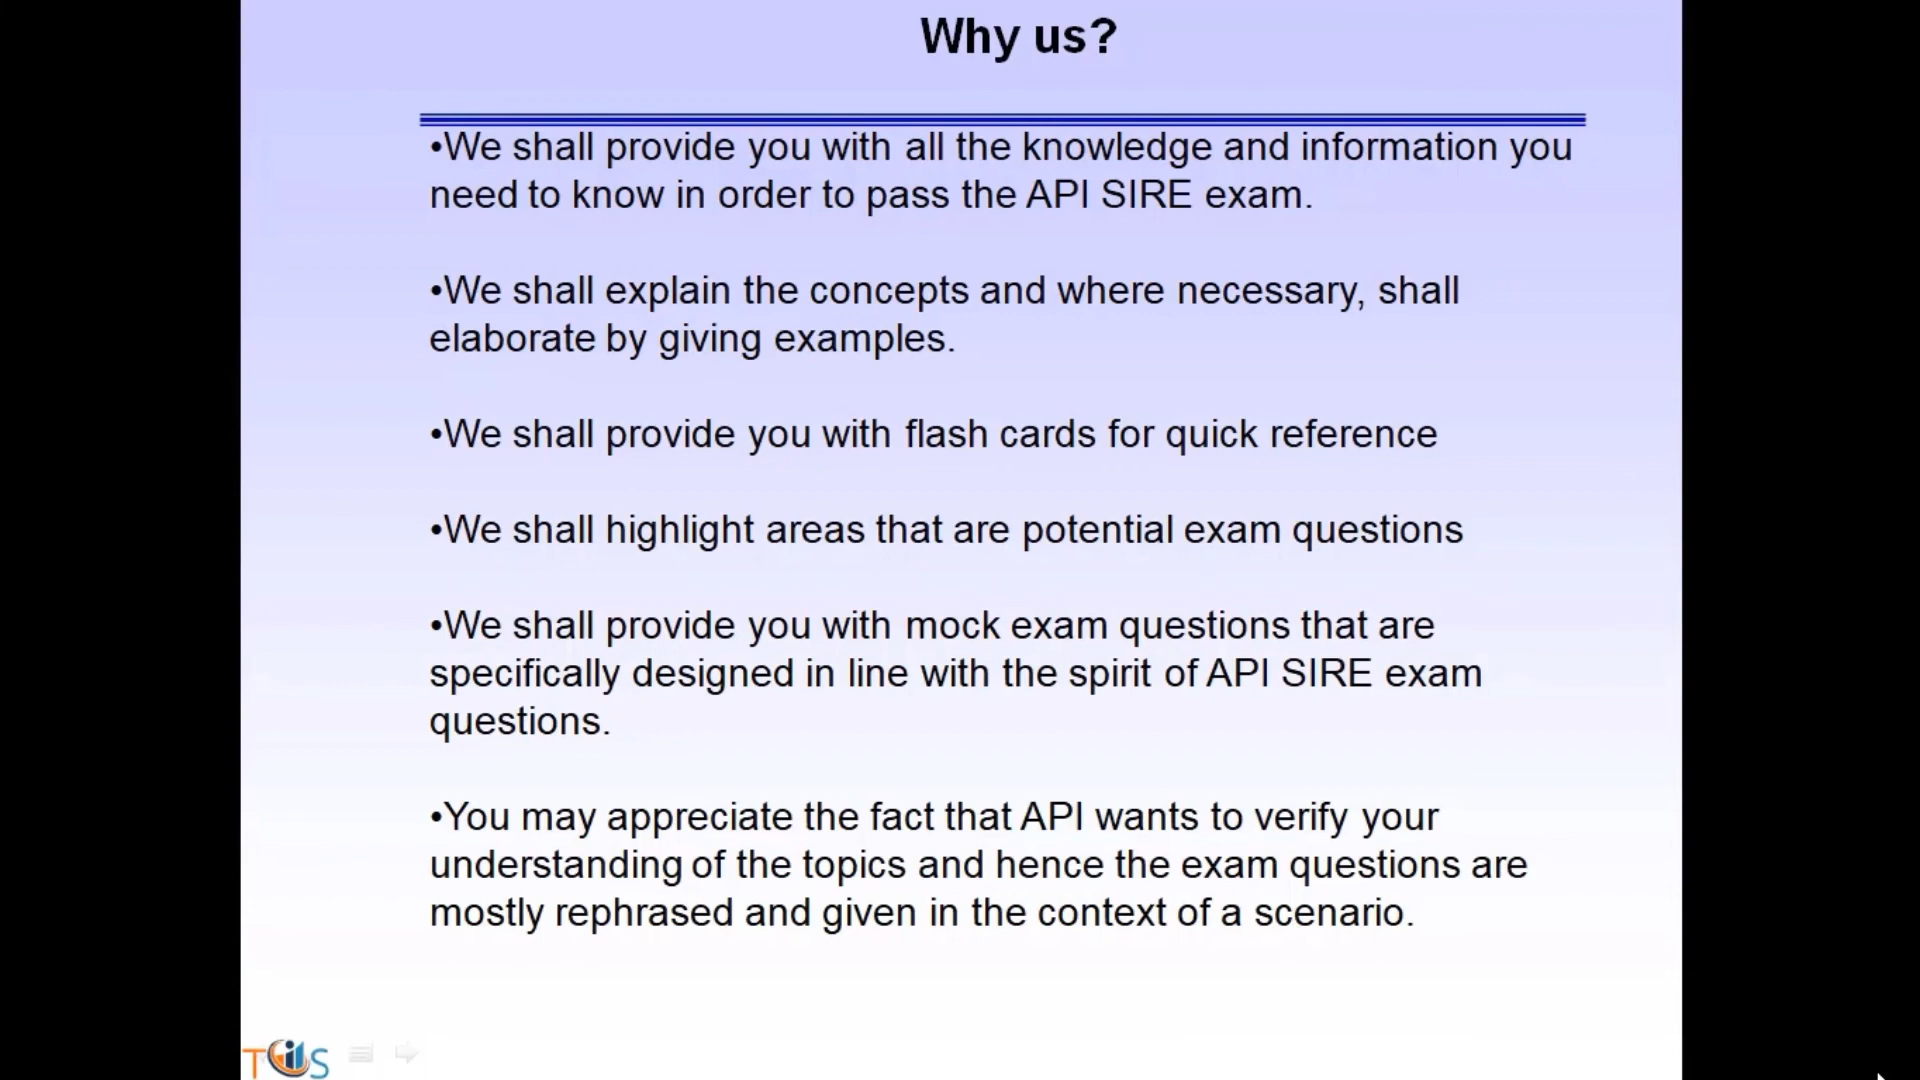 Why us?
•We shall provide you with all the knowledge and information you
need to know in order to pass the API SIRE exam.
•We shall explain the concepts and where necessary, shall
elaborate by giving examples.
•We shall provide you with flash cards for quick reference
•We shall highlight areas that are potential exam questions
•We shall provide you with mock exam questions that are
specifically designed in line with the spirit of API SIRE exam
questions.
•You may appreciate the fact that API wants to verify your
understanding of the topics and hence the exam questions are
mostly rephrased and given in the context of a scenario.